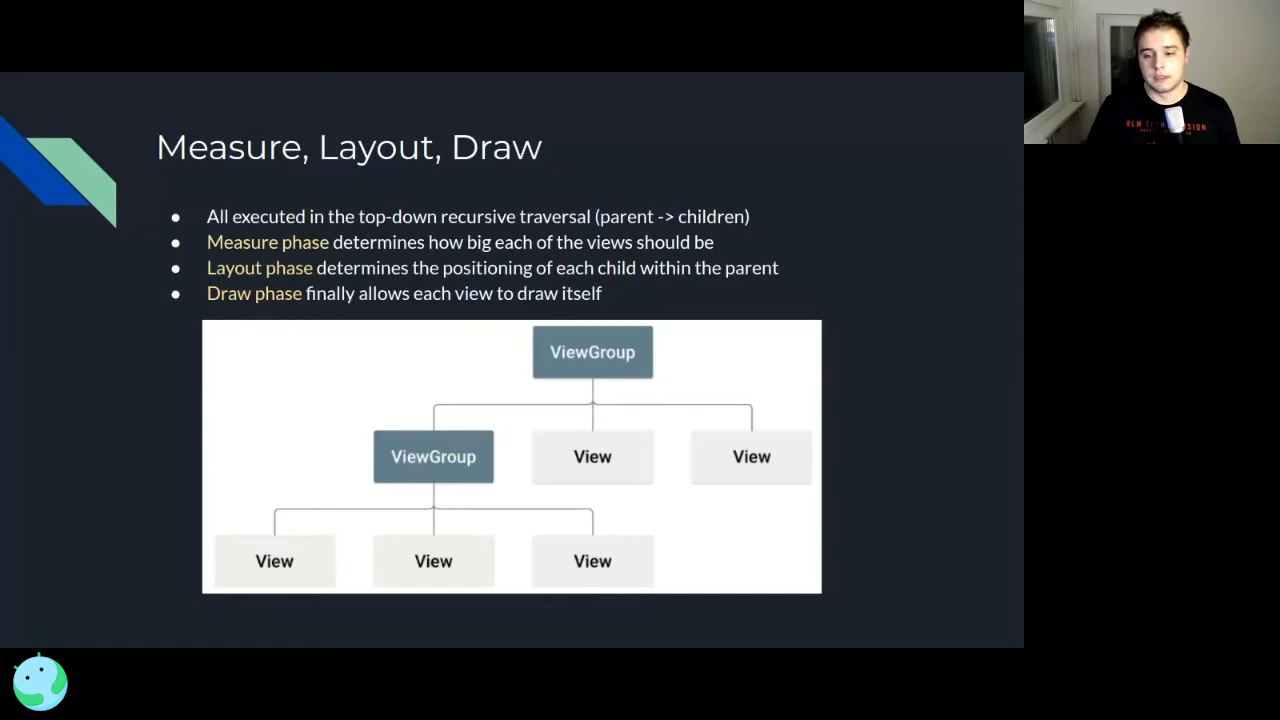 Measure, Layout, Draw
● All executed in the top-down recursive traversal (parent -> children)
● Measure phase determines how big each of the views should be
● Layout phase determines the positioning of each child within the parent
● Draw phase finally allows each view to draw itself
ViewGroup
ViewGroup
View
View
View
View
View